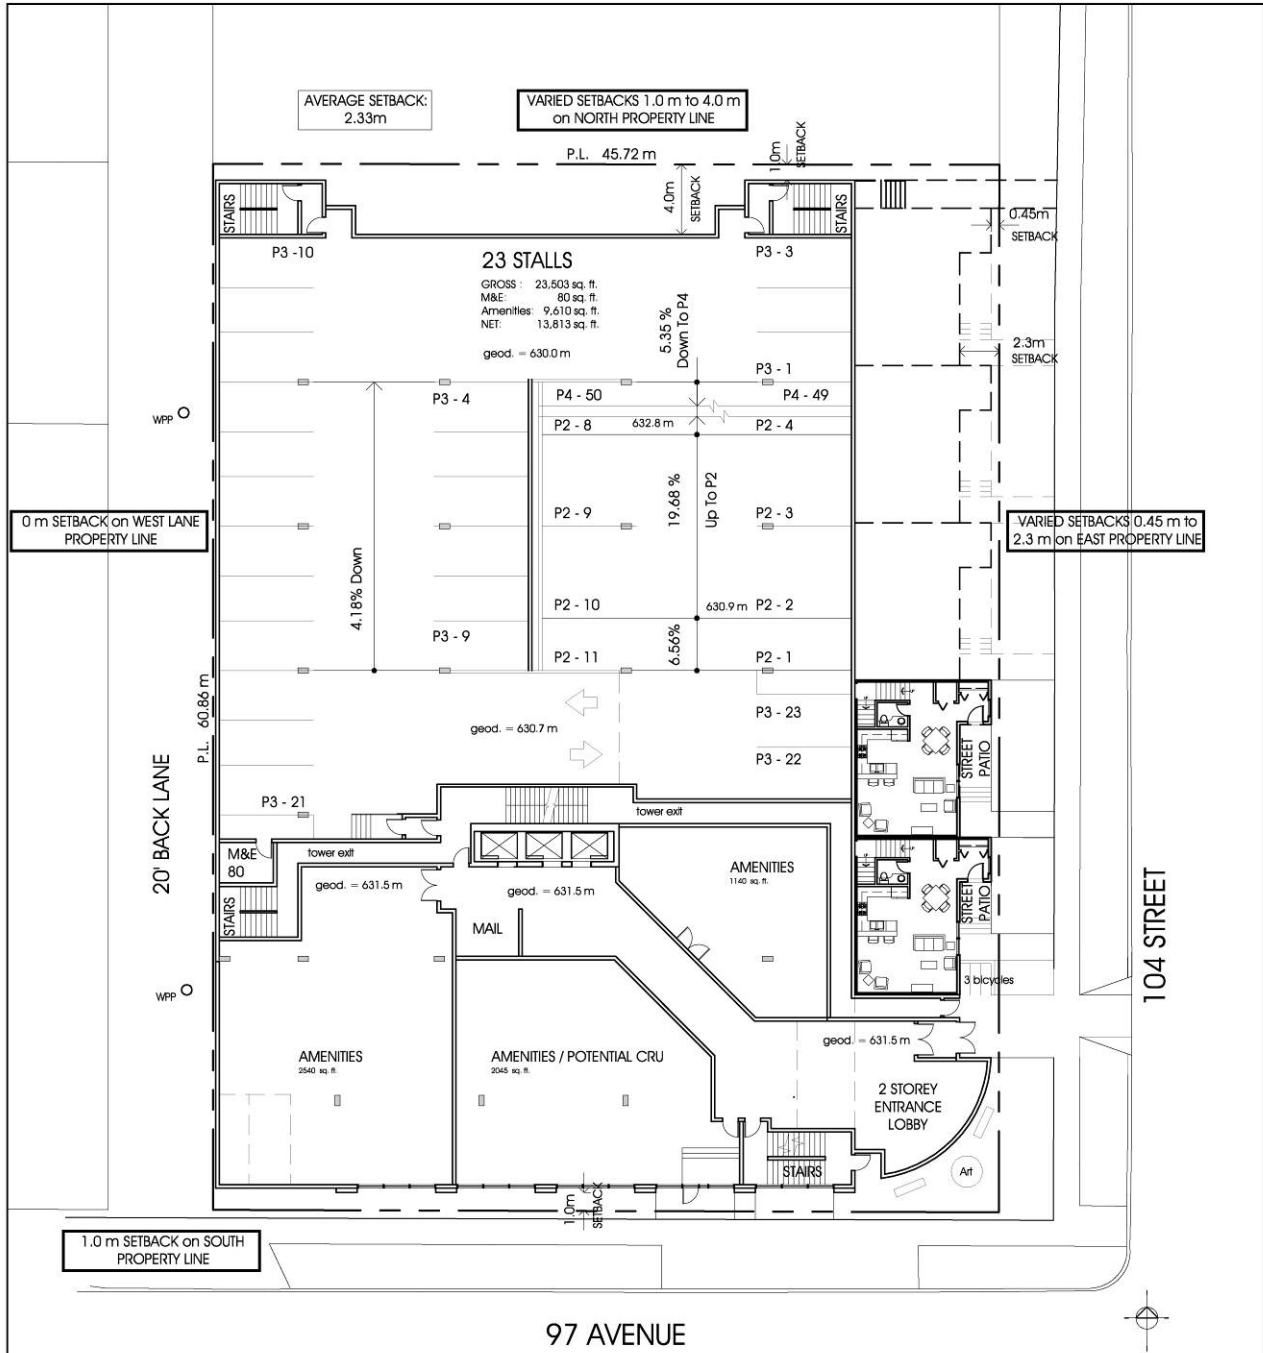 AVERAGE SETBACK:
2.33m
VARIED SETBACKS 1.0 m to 4.0 m
on NORTH PROPERTY LINE
P.L. 45.72 m
1.0m
SETBACK
4.0m
SETBACK
STAIRS
STAIRS
0.45m
SETBACK
P3 -10
23 STALLS
P3 - 3
GROSS : 23,503 sq. ft.
M&E: 80 sq. ft.
Amenities: 9,610 sq. ft.
NET: 13,813 sq. ft.
geod. = 630.0 m
5.35 %
Down To P4
2.3m
SETBACK
P3 - 1
P3 - 4
P4 - 50
P4 - 49
WPP
P2 - 8
632.8 m
P2 - 4
19.68 %
Up To P2
0 m SETBACK on WEST LANE
PROPERTY LINE
P2 - 9
P2 - 3
VARIED SETBACKS 0.45 m to
2.3 m on EAST PROPERTY LINE
4.18% Down
P2 - 10
630.9 m
P2 - 2
P3 - 9
6.56%
P2 - 11
P2 - 1
P.L. 60.86 m
P3 - 23
geod. = 630.7 m
P3 - 22
STREET
PATIO
20' BACK LANE
P3 - 21
tower exit
M&E
80
tower exit
AMENITIES
1140 sq. ft.
geod. = 631.5 m
geod. = 631.5 m
STAIRS
MAIL
STREET
PATIO
104 STREET
WPP
3 bicycles
geod. = 631.5 m
AMENITIES
2540 sq. ft.
AMENITIES / POTENTIAL CRU
2045 sq. ft.
2 STOREY
ENTRANCE
LOBBY
STAIRS
Art
1.0m
SETBACK
1.0 m SETBACK on SOUTH
PROPERTY LINE
97 AVENUE